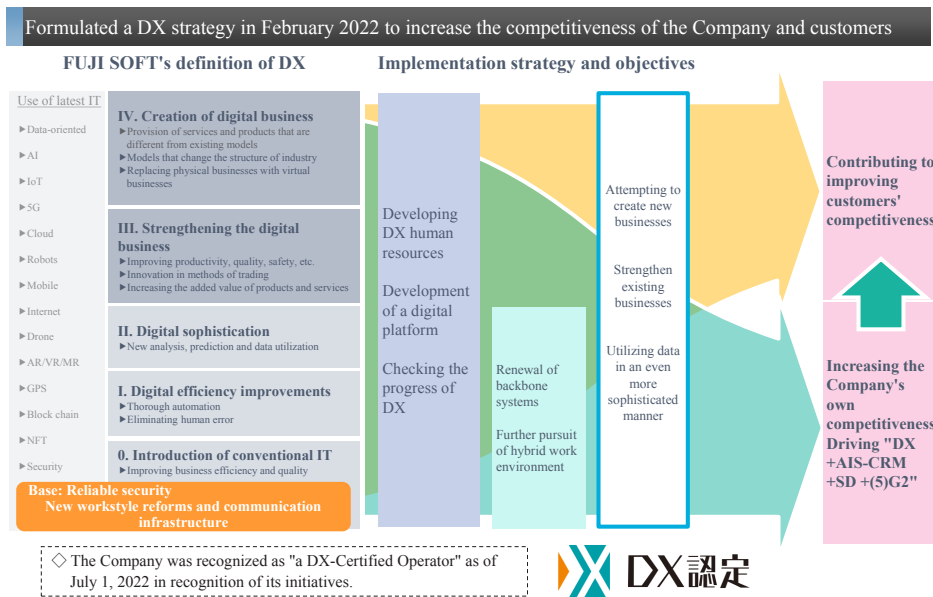 Formulated a DX strategy in February 2022 to increase the competitiveness of the Company and customers
FUJI SOFT's definition of DX
Implementation strategy and objectives
Use of latest IT
▶Data-oriented
▶AI
▶IoT
▶5G
▶Cloud
▶Robots
▶Mobile
▶Internet
▶Drone
▶AR/VR/MR
▶GPS
▶Block chain
▶NFT
▶Security
IV. Creation of digital business
▶Provision of services and products that are
different from existing models
▶Models that change the structure of industry
▶Replacing physical businesses with virtual
businesses
III. Strengthening the digital
business
▶Improving productivity, quality, safety, etc.
▶Innovation in methods of trading
▶Increasing the added value of products and services
II. Digital sophistication
▶New analysis, prediction and data utilization
I. Digital efficiency improvements
▶Thorough automation
▶Eliminating human error
0. Introduction of conventional IT
▶Improving business efficiency and quality
Base: Reliable security
New workstyle reforms and communication
infrastructure
Developing
DX human
resources
Development
of a digital
platform
Checking the
progress of
DX
Renewal of
backbone
systems
Further pursuit
of hybrid work
environment
Attempting to
create new
businesses
Strengthen
existing
businesses
Utilizing data
in an even
more
sophisticated
manner
Contributing to
improving
customers'
competitiveness
Increasing the
Company's
own
competitiveness
Driving "DX
+AIS-CRM
+SD +(5)G2"
◇ The Company was recognized as "a DX-Certified Operator" as of
July 1, 2022 in recognition of its initiatives.
DX認定